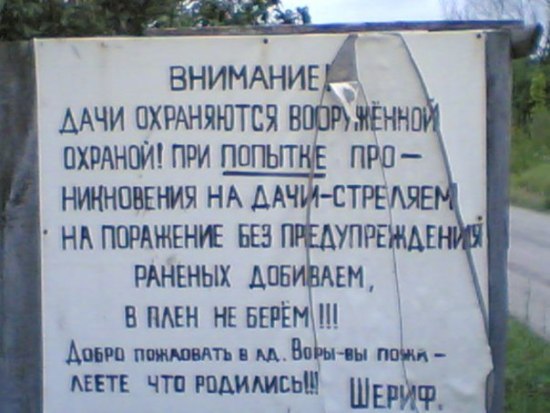 ВНИМАНИЕ!
ДАЧИ ОХРАНЯЮТСЯ ВООРУЖЁННОЙ
ОХРАНОЙ! ПРИ ПОПЫТКЕ ПРО—
НИКНОВЕНИЯ НА ДАЧИ-СТРЕЛЯЕМ
НА ПОРАЖЕНИЕ БЕЗ ПРЕДУПРЕЖДЕНИЯ
РАНЕНЫХ ДОБИВАЕМ,
В ПЛЕН НЕ БЕРЁМ !!!
ДОБРО ПОЖАЛОВАТЬ В АД. ВОРЫ-ВЫ ПОЖА—
ЛЕЕТЕ ЧТО РОДИЛИСЬ!!! ШЕРИФ.